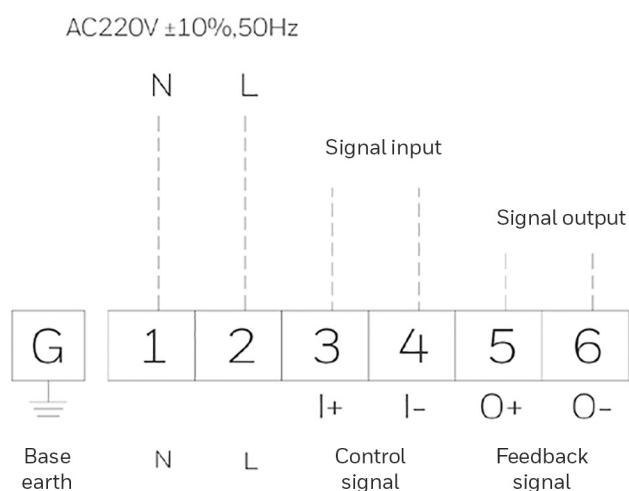 AC220V ±10%,50Hz
N L
Signal input
Signal output
G 1 2 3 4 5 6
I+ I- O+ O-
Base earth
N L
Control signal
Feedback signal